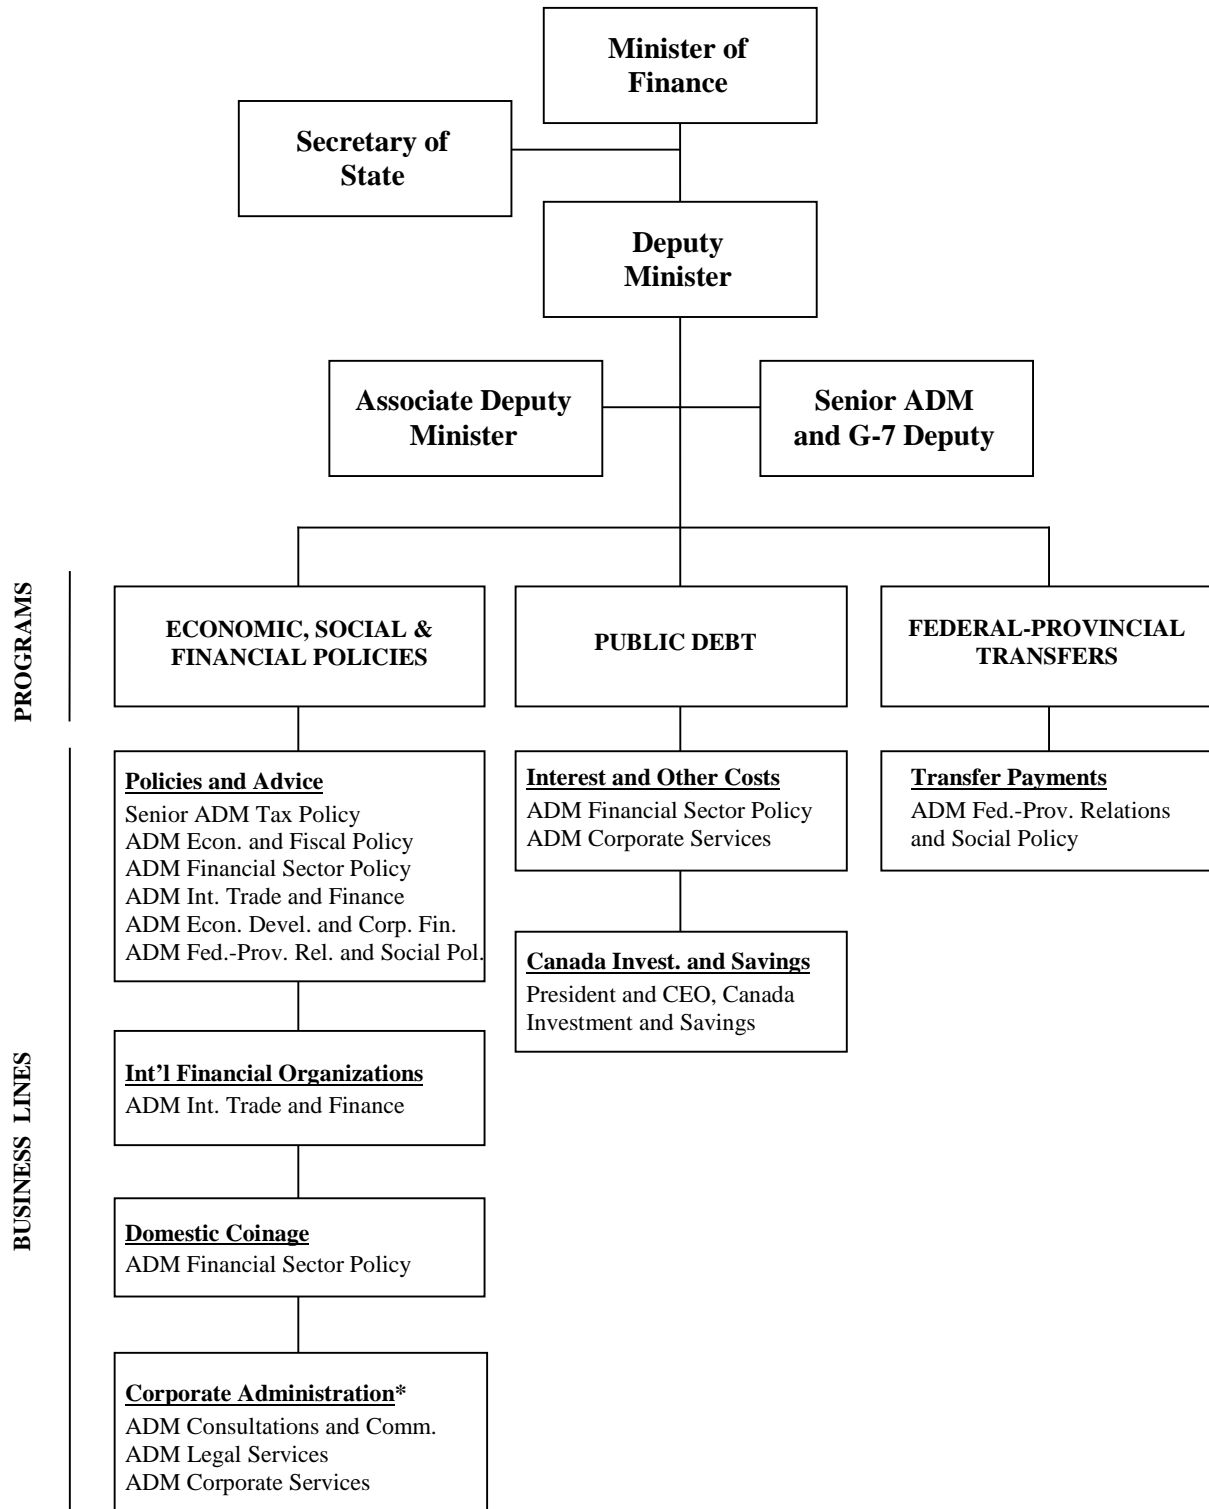 Minister of
Finance
Secretary of
State
Deputy
Minister
Associate Deputy
Minister
Senior ADM
and G-7 Deputy
PROGRAMS
ECONOMIC, SOCIAL &
FINANCIAL POLICIES
PUBLIC DEBT
FEDERAL-PROVINCIAL
TRANSFERS
BUSINESS LINES
Policies and Advice
Senior ADM Tax Policy
ADM Econ. and Fiscal Policy
ADM Financial Sector Policy
ADM Int. Trade and Finance
ADM Econ. Devel. and Corp. Fin.
ADM Fed.-Prov. Rel. and Social Pol.
Interest and Other Costs
ADM Financial Sector Policy
ADM Corporate Services
Transfer Payments
ADM Fed.-Prov. Relations
and Social Policy
Canada Invest. and Savings
President and CEO, Canada
Investment and Savings
Int’l Financial Organizations
ADM Int. Trade and Finance
Domestic Coinage
ADM Financial Sector Policy
Corporate Administration*
ADM Consultations and Comm.
ADM Legal Services
ADM Corporate Services